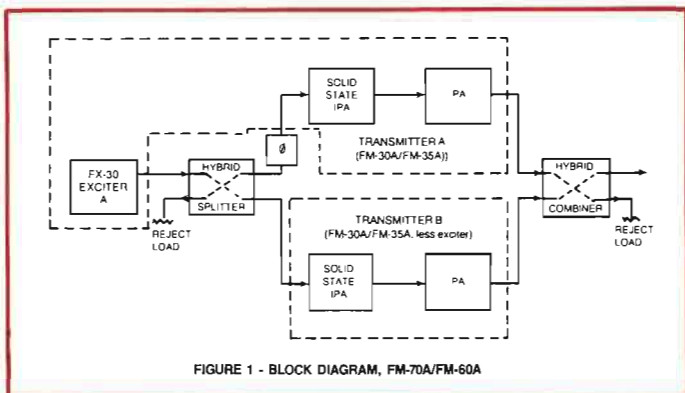 SOLID
STATE
IPA
PA
TRANSMITTER A
(FM-30A/FM-35A))
Ø
FX-30
EXCITER
A
HYBRID
SPLITTER
REJECT
LOAD
HYBRID
COMBINER
REJECT
LOAD
TRANSMITTER B
(FM-30A/FM-35A, less exciter)
SOLID
STATE
IPA
PA
FIGURE 1 - BLOCK DIAGRAM, FM-70A/FM-60A